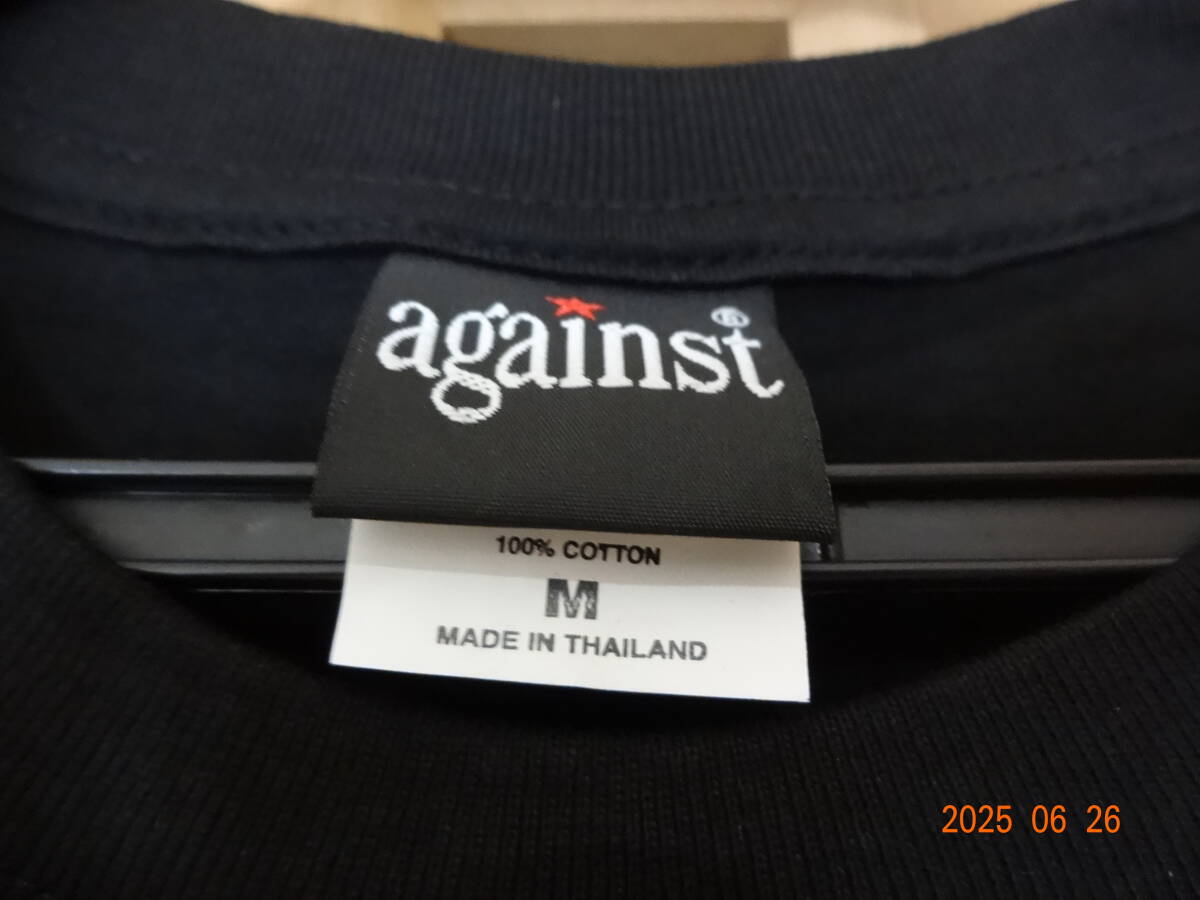 against®
100% COTTON
M
MADE IN THAILAND
2025 06 26